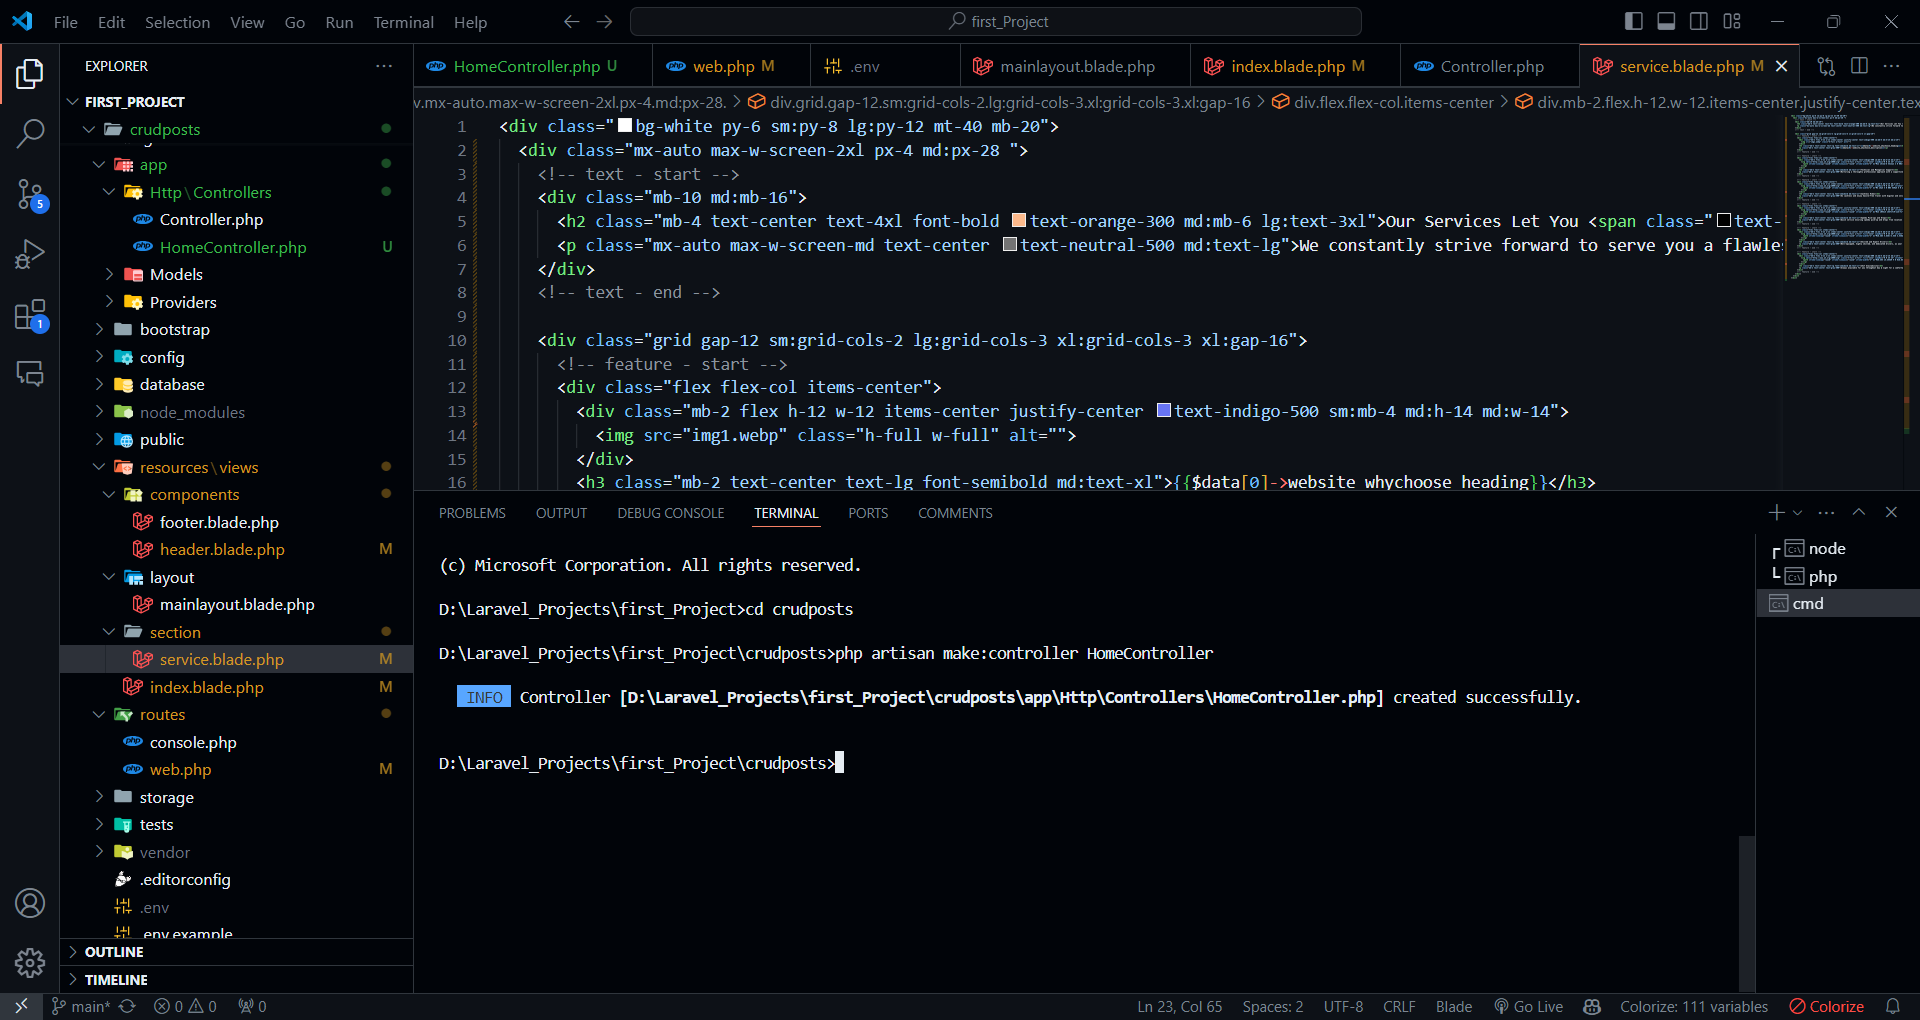 File Edit Selection View Go Run Terminal Help
first_Project
EXPLORER
FIRST_PROJECT
crudposts
app
Http\Controllers
Controller.php
HomeController.php U
Models
Providers
bootstrap
config
database
node_modules
public
resources\views
components
footer.blade.php
header.blade.php M
layout
mainlayout.blade.php
section
service.blade.php M
index.blade.php M
routes
console.php
web.php M
storage
tests
vendor
.editorconfig
.env
.env.example
OUTLINE
TIMELINE
5
1
HomeController.php U
web.php M
.env
mainlayout.blade.php
index.blade.php M
Controller.php
service.blade.php M
v.mx-auto.max-w-screen-2xl.px-4.md:px-28. > div.grid.gap-12.sm:grid-cols-2.lg:grid-cols-3.xl:grid-cols-3.xl:gap-16 > div.flex.flex-col.items-center > div.mb-2.flex.h-12.w-12.items-center.justify-center.tex
1 <div class="bg-white py-6 sm:py-8 lg:py-12 mt-40 mb-20">
2 <div class="mx-auto max-w-screen-2xl px-4 md:px-28 ">
3 <!-- text - start -->
4 <div class="mb-10 md:mb-16">
5 <h2 class="mb-4 text-center text-4xl font-bold text-orange-300 md:mb-6 lg:text-3xl">Our Services Let You <span class="text-
6 <p class="mx-auto max-w-screen-md text-center text-neutral-500 md:text-lg">We constantly strive forward to serve you a flawle
7 </div>
8 <!-- text - end -->
9
10 <div class="grid gap-12 sm:grid-cols-2 lg:grid-cols-3 xl:grid-cols-3 xl:gap-16">
11 <!-- feature - start -->
12 <div class="flex flex-col items-center">
13 <div class="mb-2 flex h-12 w-12 items-center justify-center text-indigo-500 sm:mb-4 md:h-14 md:w-14">
14 <img src="img1.webp" class="h-full w-full" alt="">
15 </div>
16 <h3 class="mb-2 text-center text-lg font-semibold md:text-xl">{{$data[0]->website_whychoose_heading}}</h3>
PROBLEMS OUTPUT DEBUG CONSOLE TERMINAL PORTS COMMENTS
(c) Microsoft Corporation. All rights reserved.
D:\Laravel_Projects\first_Project>cd crudposts
D:\Laravel_Projects\first_Project\crudposts>php artisan make:controller HomeController
INFO Controller [D:\Laravel_Projects\first_Project\crudposts\app\Http\Controllers\HomeController.php] created successfully.
D:\Laravel_Projects\first_Project\crudposts>
node
php
cmd
main* 0 0 0
Ln 23, Col 65 Spaces: 2 UTF-8 CRLF Blade Go Live Colorize: 111 variables Colorize